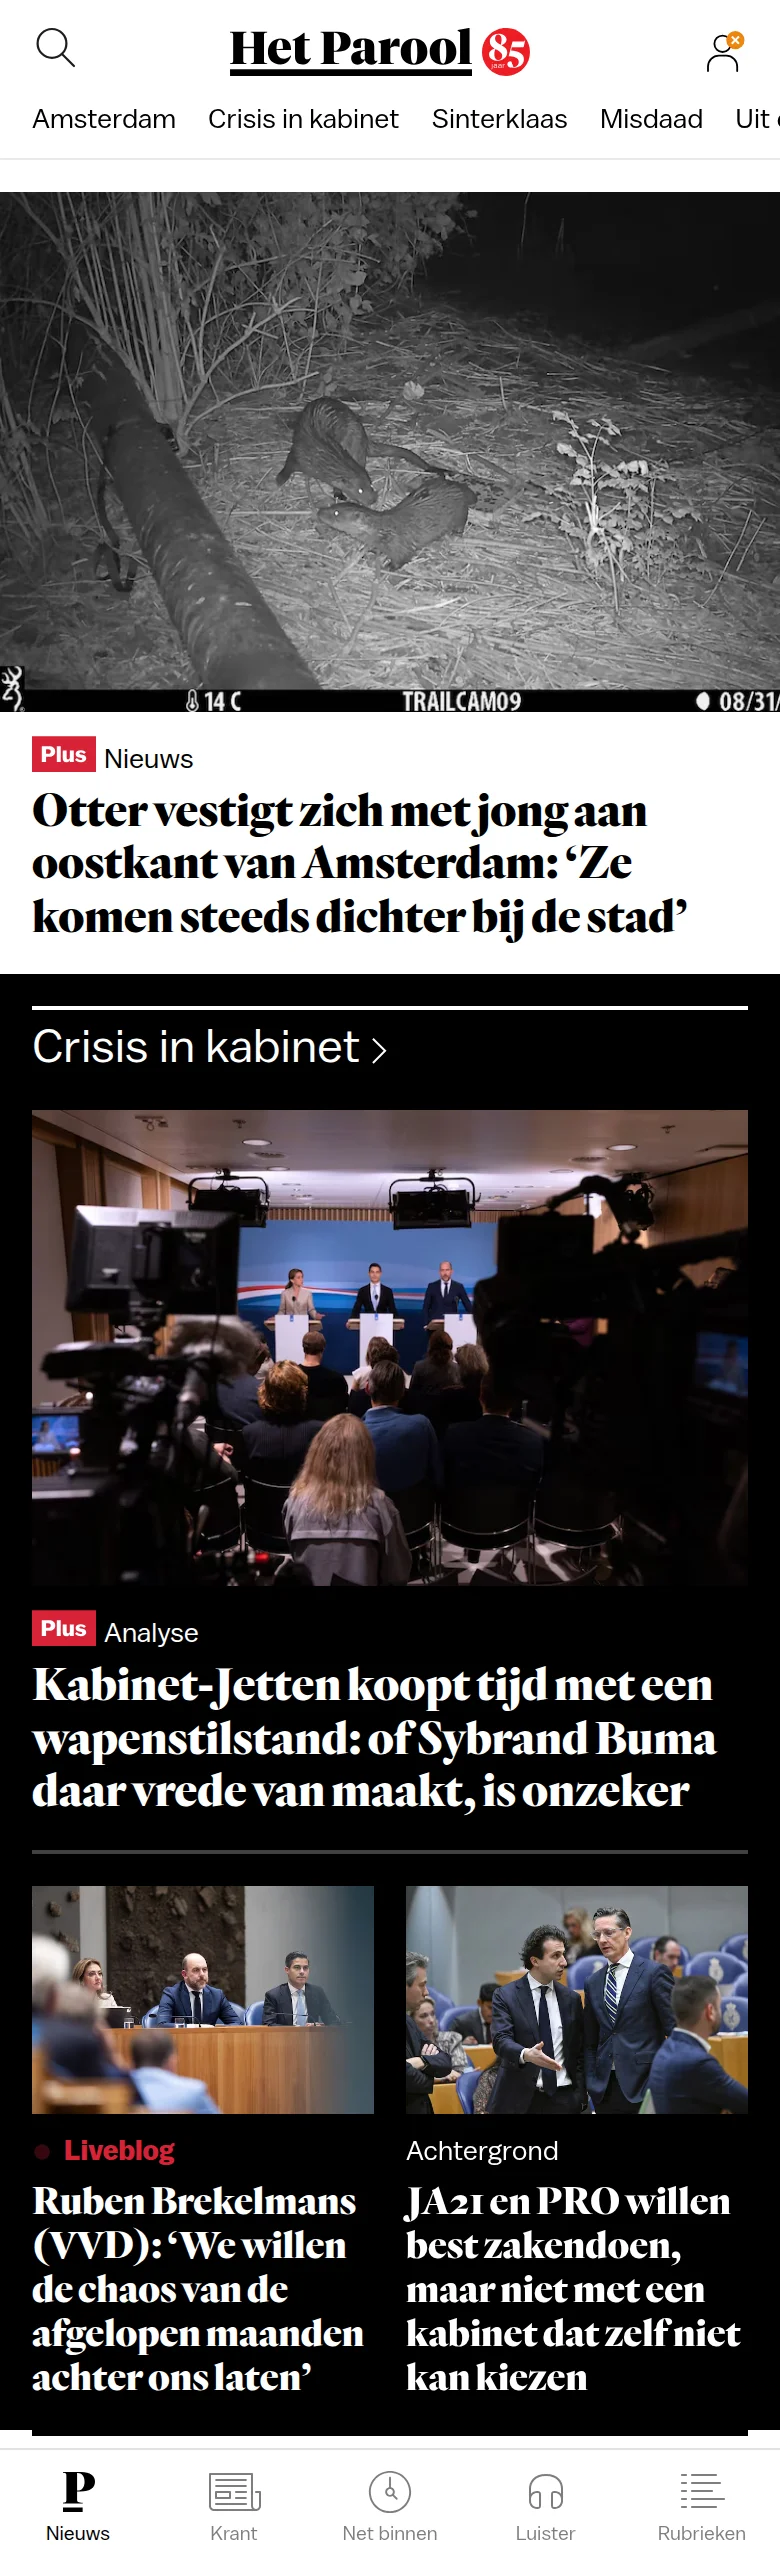 Het Parool 85 jaar
Amsterdam Crisis in kabinet Sinterklaas Misdaad Uit
14 C TRAILCAM09 08/31/
Plus Nieuws
Otter vestigt zich met jong aan
oostkant van Amsterdam: ‘Ze
komen steeds dichter bij de stad’
Crisis in kabinet
Plus Analyse
Kabinet-Jetten koopt tijd met een
wapenstilstand: of Sybrand Buma
daar vrede van maakt, is onzeker
Liveblog
Ruben Brekelmans
(VVD): ‘We willen
de chaos van de
afgelopen maanden
achter ons laten’
Achtergrond
JA21 en PRO willen
best zakendoen,
maar niet met een
kabinet dat zelf niet
kan kiezen
Nieuws Krant Net binnen Luister Rubrieken